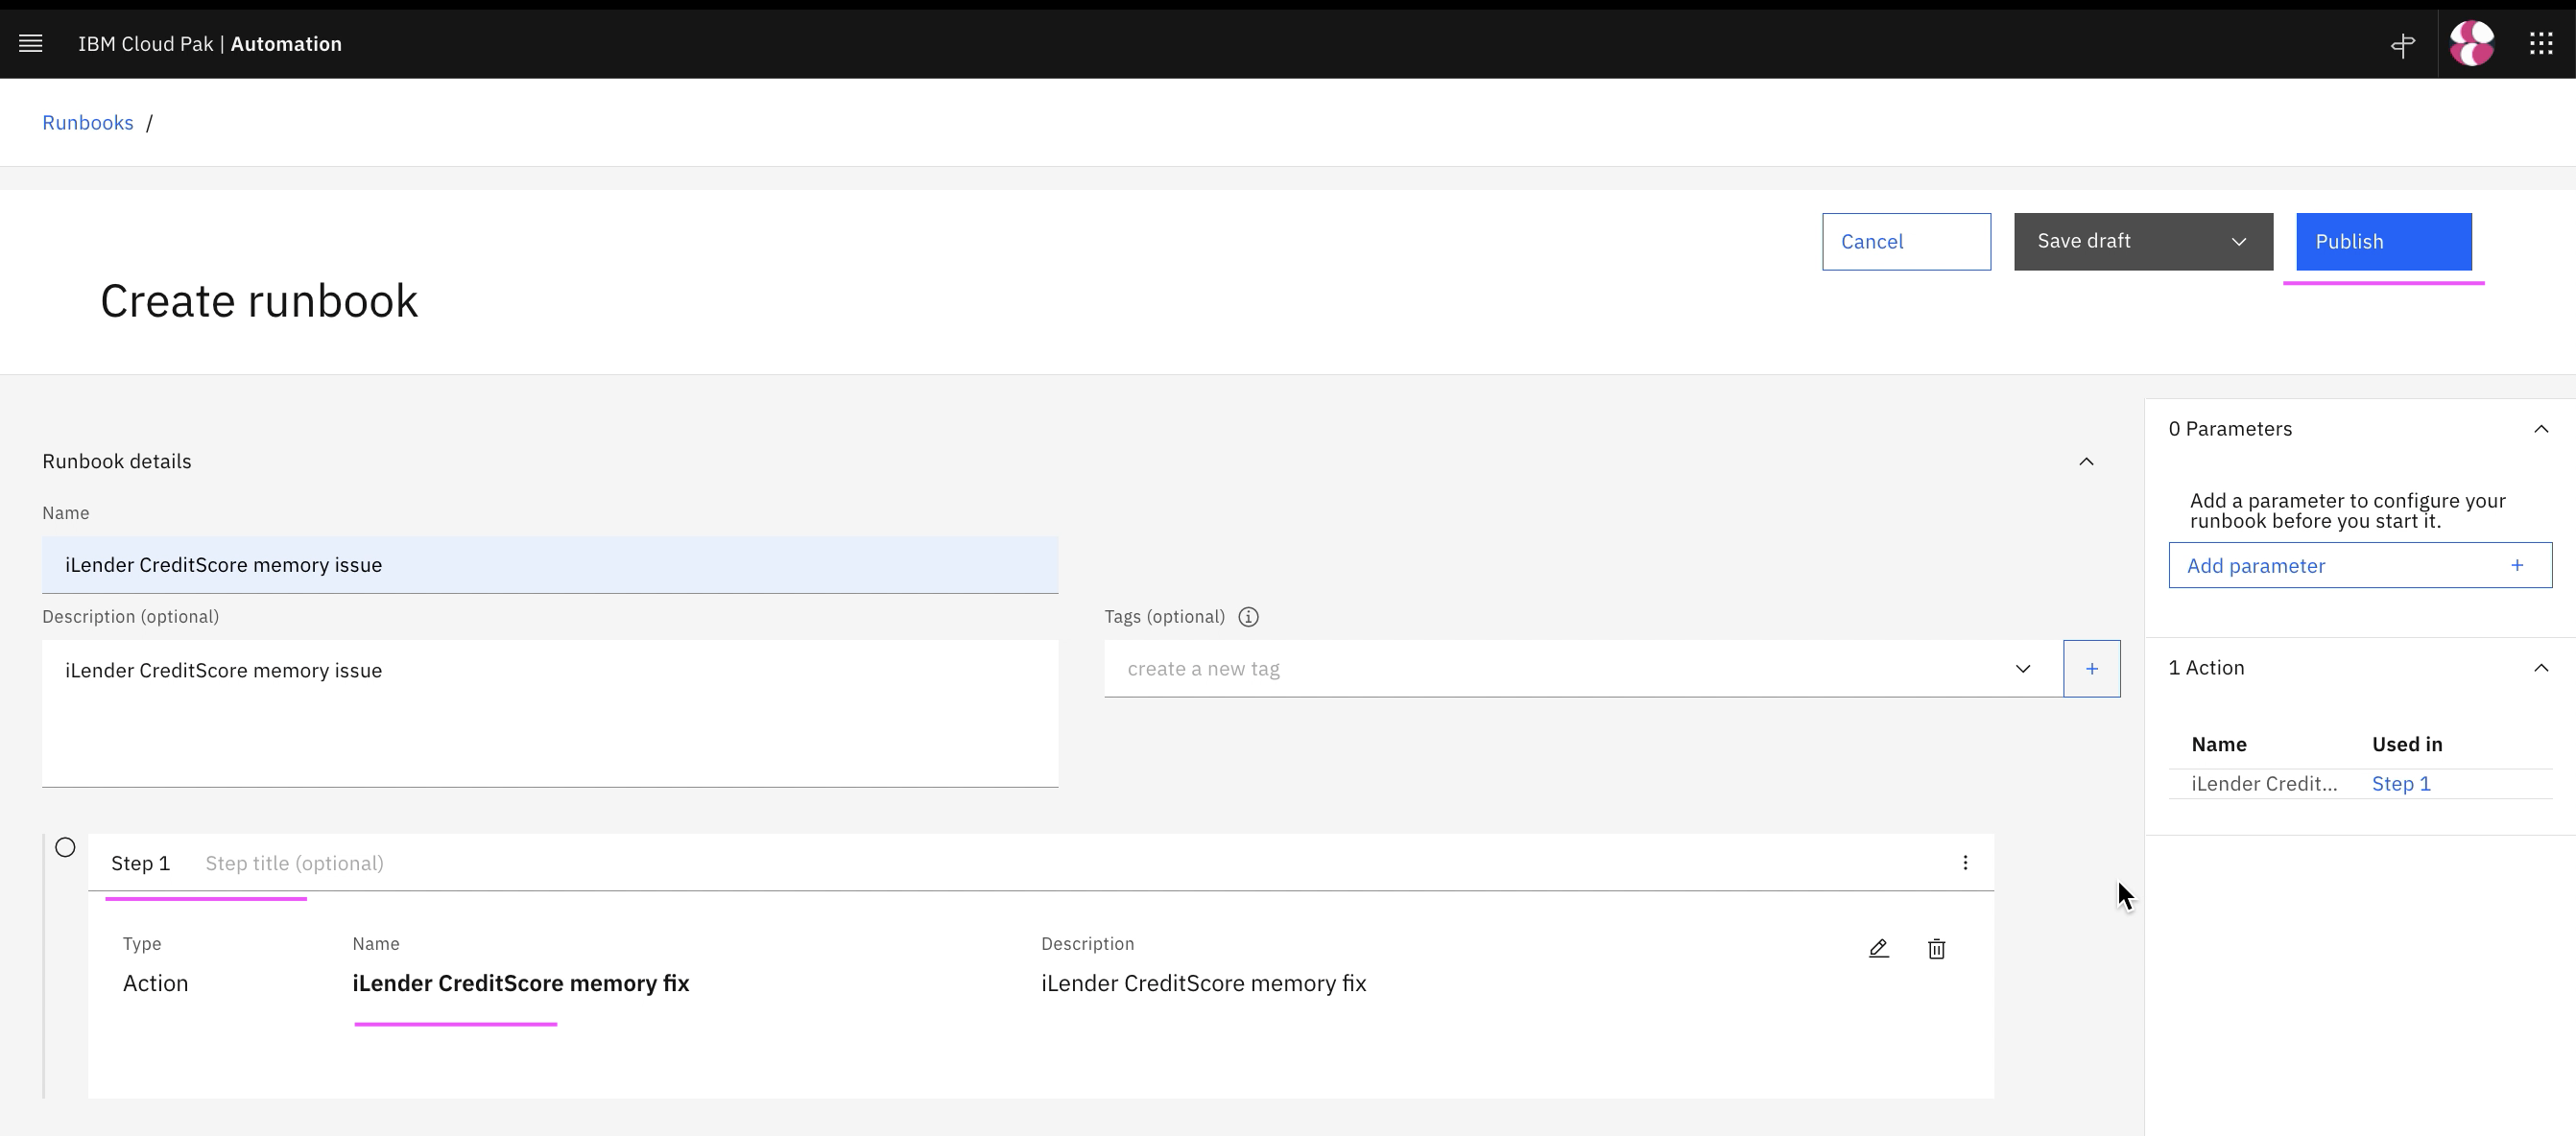 IBM Cloud Pak | Automation
Runbooks /
Cancel
Save draft
Publish
Create runbook
Runbook details
Name
iLender CreditScore memory issue
Description (optional)
iLender CreditScore memory issue
Tags (optional)
create a new tag
+
Step 1 Step title (optional)
Type Name Description
Action iLender CreditScore memory fix iLender CreditScore memory fix
0 Parameters
Add a parameter to configure your
runbook before you start it.
Add parameter +
1 Action
Name Used in
iLender Credit... Step 1